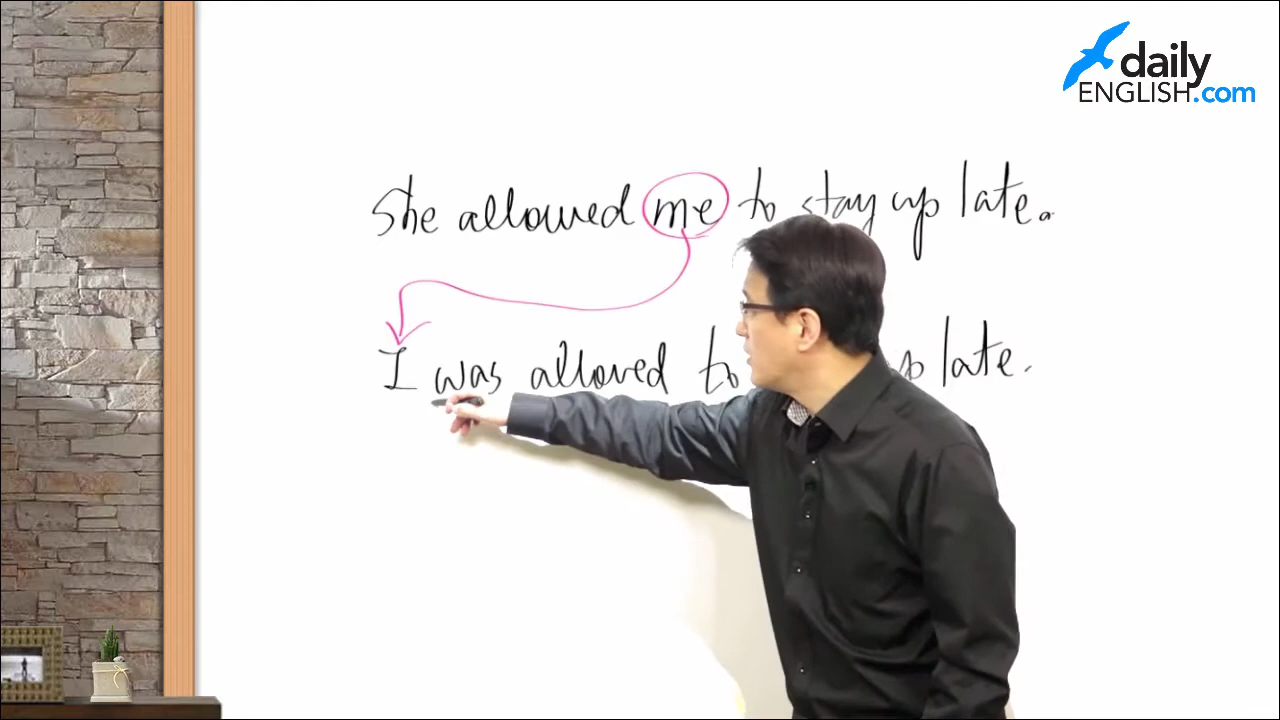 daily
ENGLISH.com
She allowed me to stay up late.
I was allowed to late.